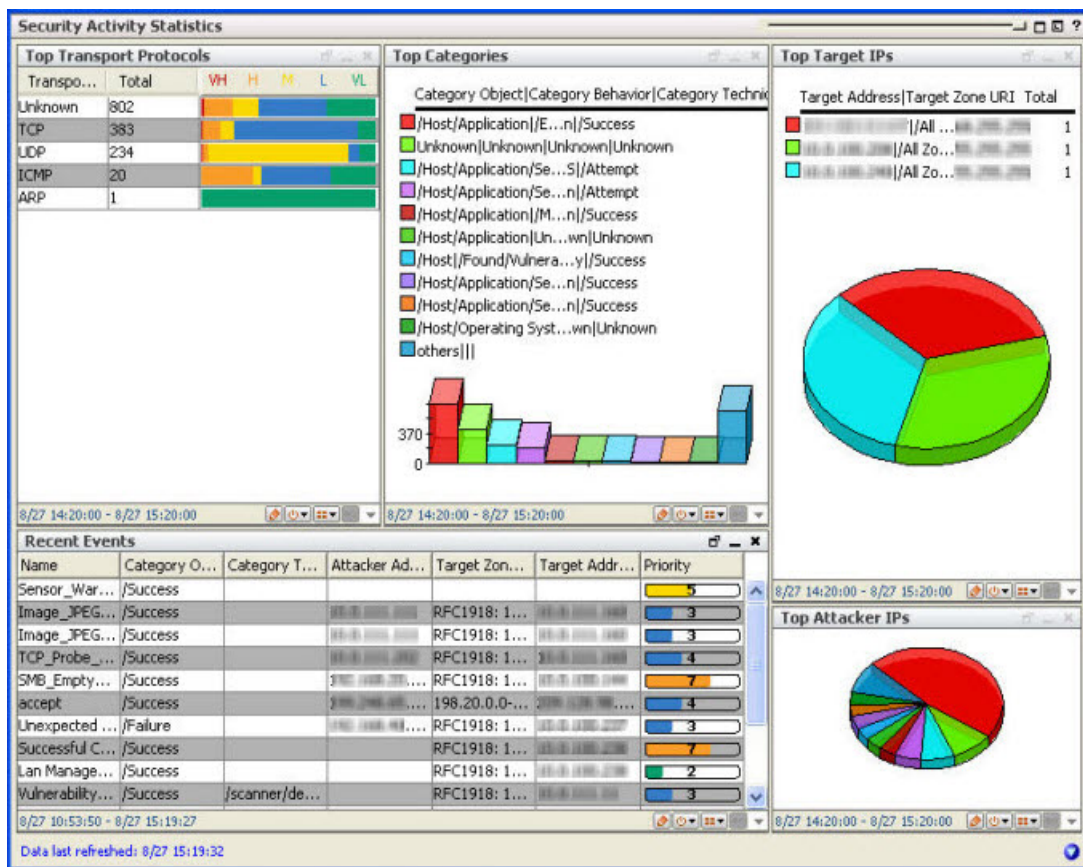 Security Activity Statistics
Top Transport Protocols
Transpo... Total VH H M L VL
Unknown 802
TCP 383
UDP 234
ICMP 20
ARP 1
8/27 14:20:00 - 8/27 15:20:00
Top Categories
Category Object|Category Behavior|Category Techni
/Host/Application|/E...n|/Success
Unknown|Unknown|Unknown|Unknown
/Host/Application/Se...S|/Attempt
/Host/Application/Se...n|/Attempt
/Host/Application|/M...n|/Success
/Host/Application|Un...wn|Unknown
/Host|/Found/Vulnera...y|/Success
/Host/Application/Se...n|/Success
/Host/Application/Se...n|/Success
/Host/Operating Syst...wn|Unknown
others|||
370
0
8/27 14:20:00 - 8/27 15:20:00
Top Target IPs
Target Address|Target Zone URI Total
|/All ... 1
|/All Zo... 1
|/All Zo... 1
8/27 14:20:00 - 8/27 15:20:00
Recent Events
Name Category O... Category T... Attacker Ad... Target Zon... Target Addr... Priority
Sensor_War... /Success 5
Image_JPEG... /Success RFC1918: 1... 3
Image_JPEG... /Success RFC1918: 1... 3
TCP_Probe_... /Success RFC1918: 1... 4
SMB_Empty... /Success RFC1918: 1... 7
accept /Success 198.20.0.0-... 4
Unexpected ... /Failure RFC1918: 1... 3
Successful C... /Success RFC1918: 1... 7
Lan Manage... /Success RFC1918: 1... 2
Vulnerability... /Success /scanner/de... RFC1918: 1... 3
8/27 10:53:50 - 8/27 15:19:27
Top Attacker IPs
8/27 14:20:00 - 8/27 15:20:00
Data last refreshed: 8/27 15:19:32